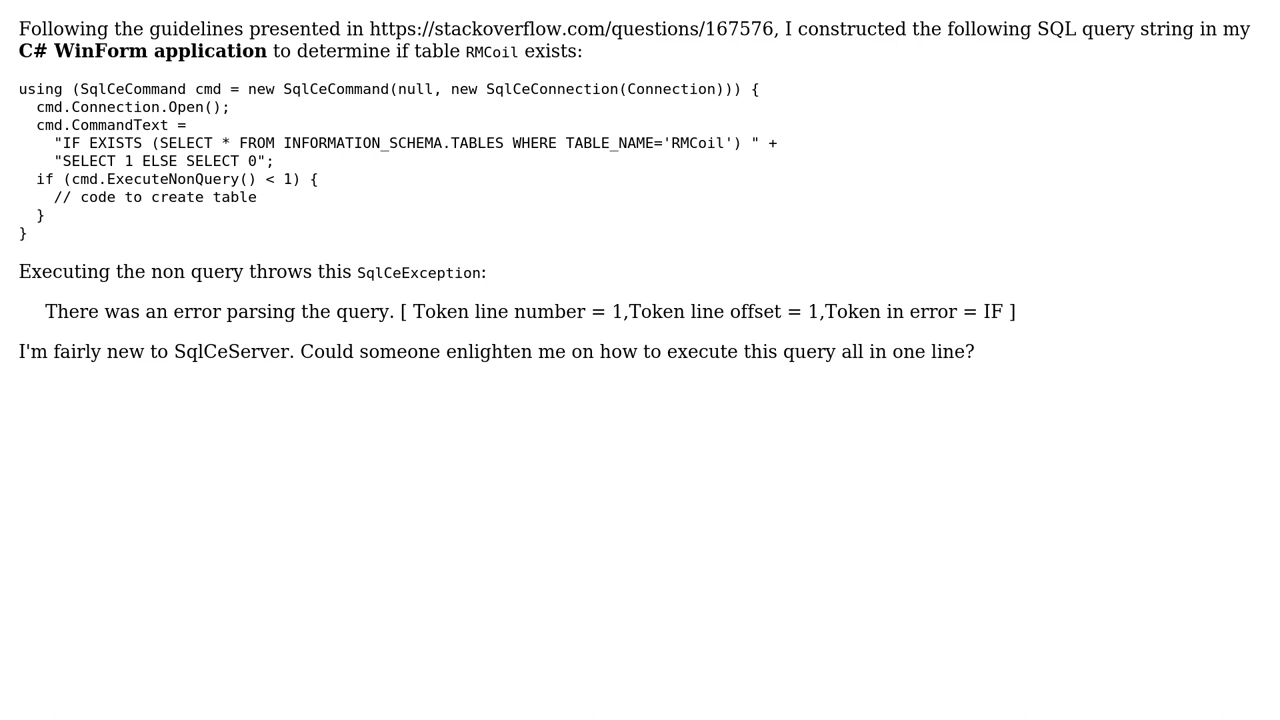 Following the guidelines presented in https://stackoverflow.com/questions/167576, I constructed the following SQL query string in my
C# WinForm application to determine if table RMCoil exists:
using (SqlCeCommand cmd = new SqlCeCommand(null, new SqlCeConnection(Connection))) {
  cmd.Connection.Open();
  cmd.CommandText =
    "IF EXISTS (SELECT * FROM INFORMATION_SCHEMA.TABLES WHERE TABLE_NAME='RMCoil') " +
    "SELECT 1 ELSE SELECT 0";
  if (cmd.ExecuteNonQuery() < 1) {
    // code to create table
  }
}
Executing the non query throws this SqlCeException:
There was an error parsing the query. [ Token line number = 1,Token line offset = 1,Token in error = IF ]
I'm fairly new to SqlCeServer. Could someone enlighten me on how to execute this query all in one line?